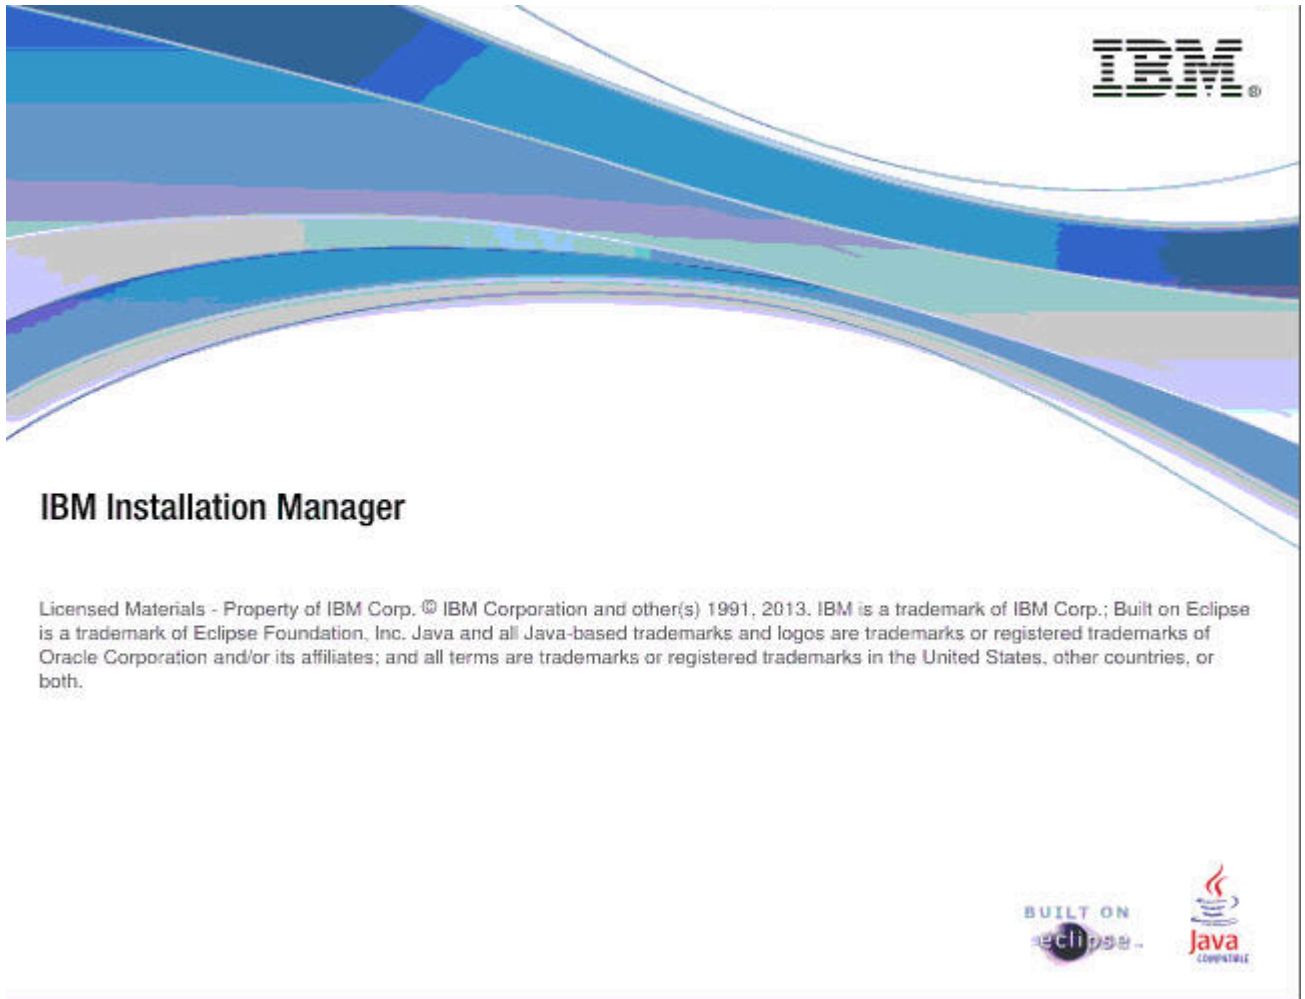 IBM®
IBM Installation Manager
Licensed Materials - Property of IBM Corp. © IBM Corporation and other(s) 1991, 2013. IBM is a trademark of IBM Corp.; Built on Eclipse
is a trademark of Eclipse Foundation, Inc. Java and all Java-based trademarks and logos are trademarks or registered trademarks of
Oracle Corporation and/or its affiliates; and all terms are trademarks or registered trademarks in the United States, other countries, or
both.
BUILT ON
eclipse™
Java
COMPATIBLE